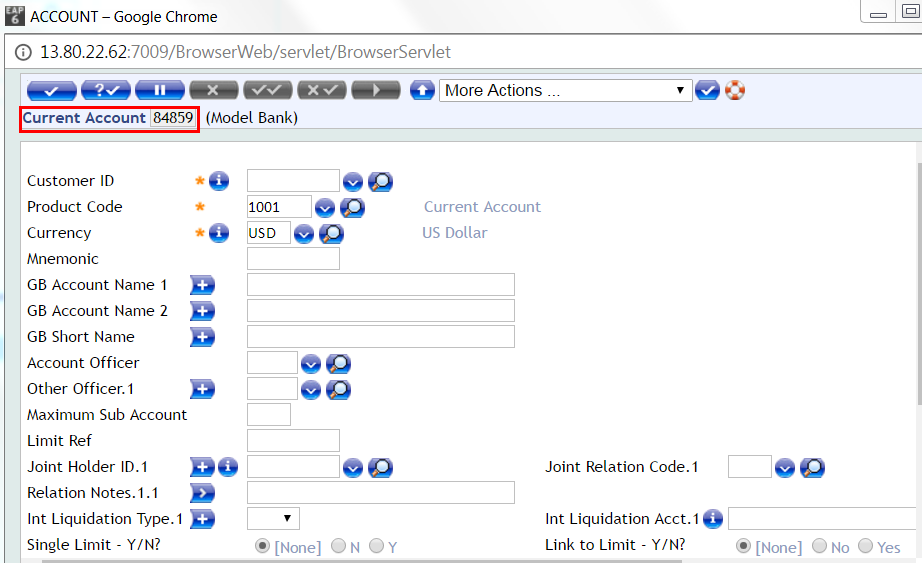 EAP 6 ACCOUNT – Google Chrome
13.80.22.62:7009/BrowserWeb/servlet/BrowserServlet
More Actions ...
Current Account 84859 (Model Bank)
Customer ID
Product Code 1001 Current Account
Currency USD US Dollar
Mnemonic
GB Account Name 1
GB Account Name 2
GB Short Name
Account Officer
Other Officer.1
Maximum Sub Account
Limit Ref
Joint Holder ID.1 Joint Relation Code.1
Relation Notes.1.1
Int Liquidation Type.1 Int Liquidation Acct.1
Single Limit - Y/N? [None] N Y Link to Limit - Y/N? [None] No Yes